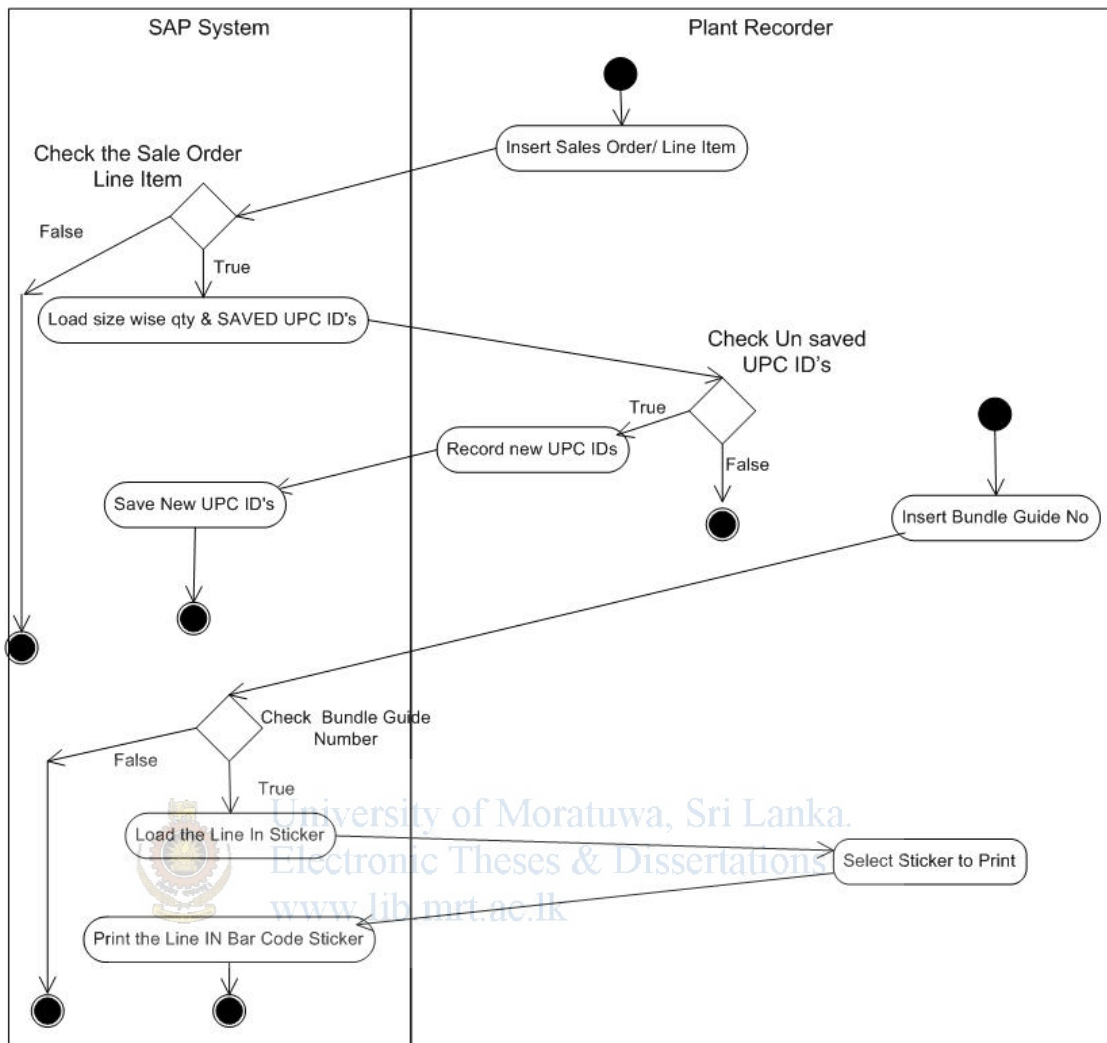 SAP System
Plant Recorder
Insert Sales Order/ Line Item
Check the Sale Order
Line Item
False
True
Load size wise qty & SAVED UPC ID's
Check Un saved
UPC ID's
True
Record new UPC IDs
False
Save New UPC ID's
Insert Bundle Guide No
Check Bundle Guide
Number
False
True
University of Moratuwa, Sri Lanka.
Load the Line In Sticker
Electronic Theses & Dissertations
Select Sticker to Print
www.lib.mrt.ac.lk
Print the Line IN Bar Code Sticker